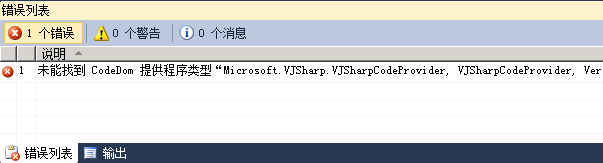 错误列表
1 个错误 0 个警告 0 个消息
说明
1 未能找到 CodeDom 提供程序类型“Microsoft.VJSharp.VJSharpCodeProvider, VJSharpCodeProvider, Ver
错误列表 输出